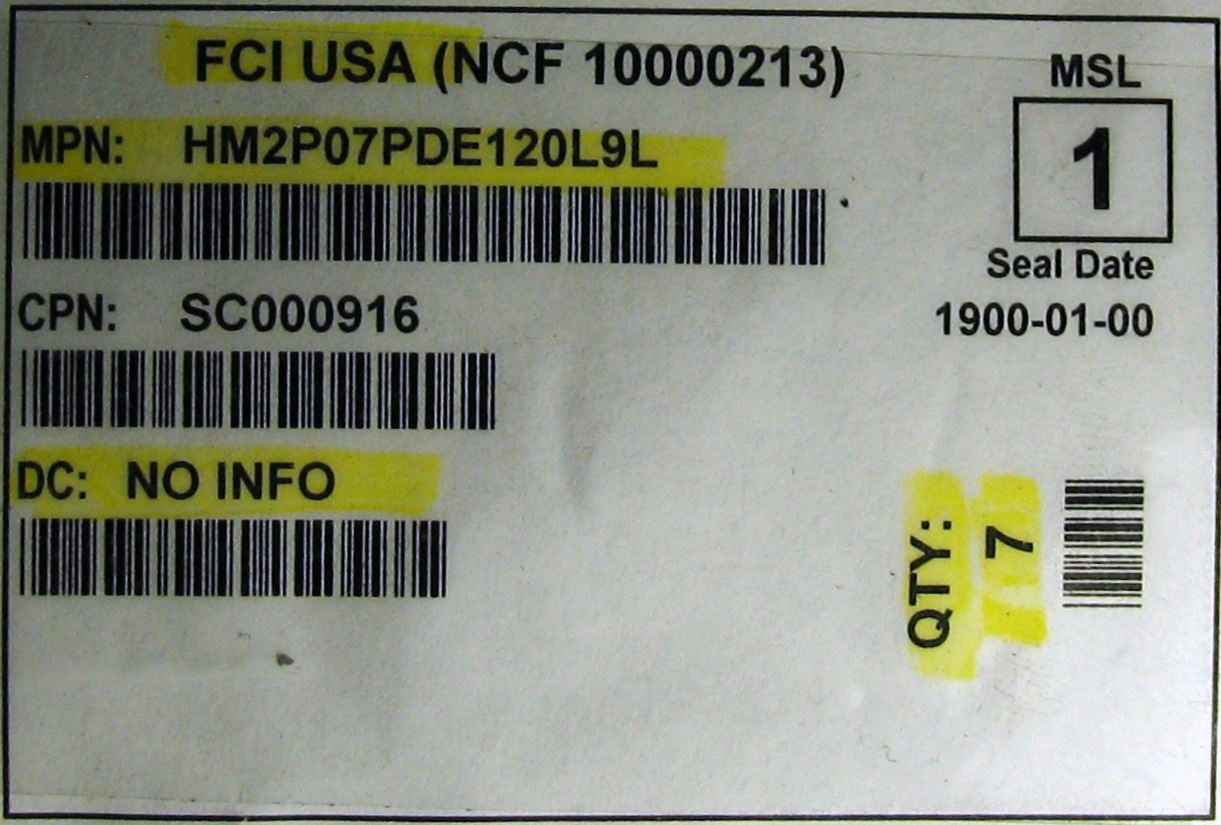 FCI USA (NCF 10000213)
MPN: HM2P07PDE120L9L
CPN: SC000916
DC: NO INFO
MSL
1
Seal Date
1900-01-00
QTY: 7